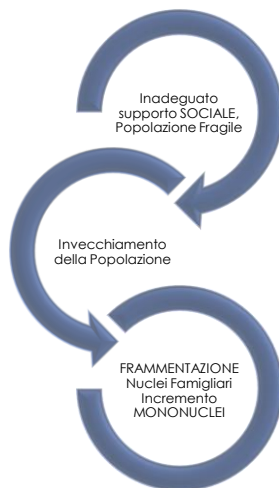 Inadeguato
supporto SOCIALE,
Popolazione Fragile
Invecchiamento
della Popolazione
FRAMMENTAZIONE
Nuclei Famigliari
Incremento
MONONUCLEI